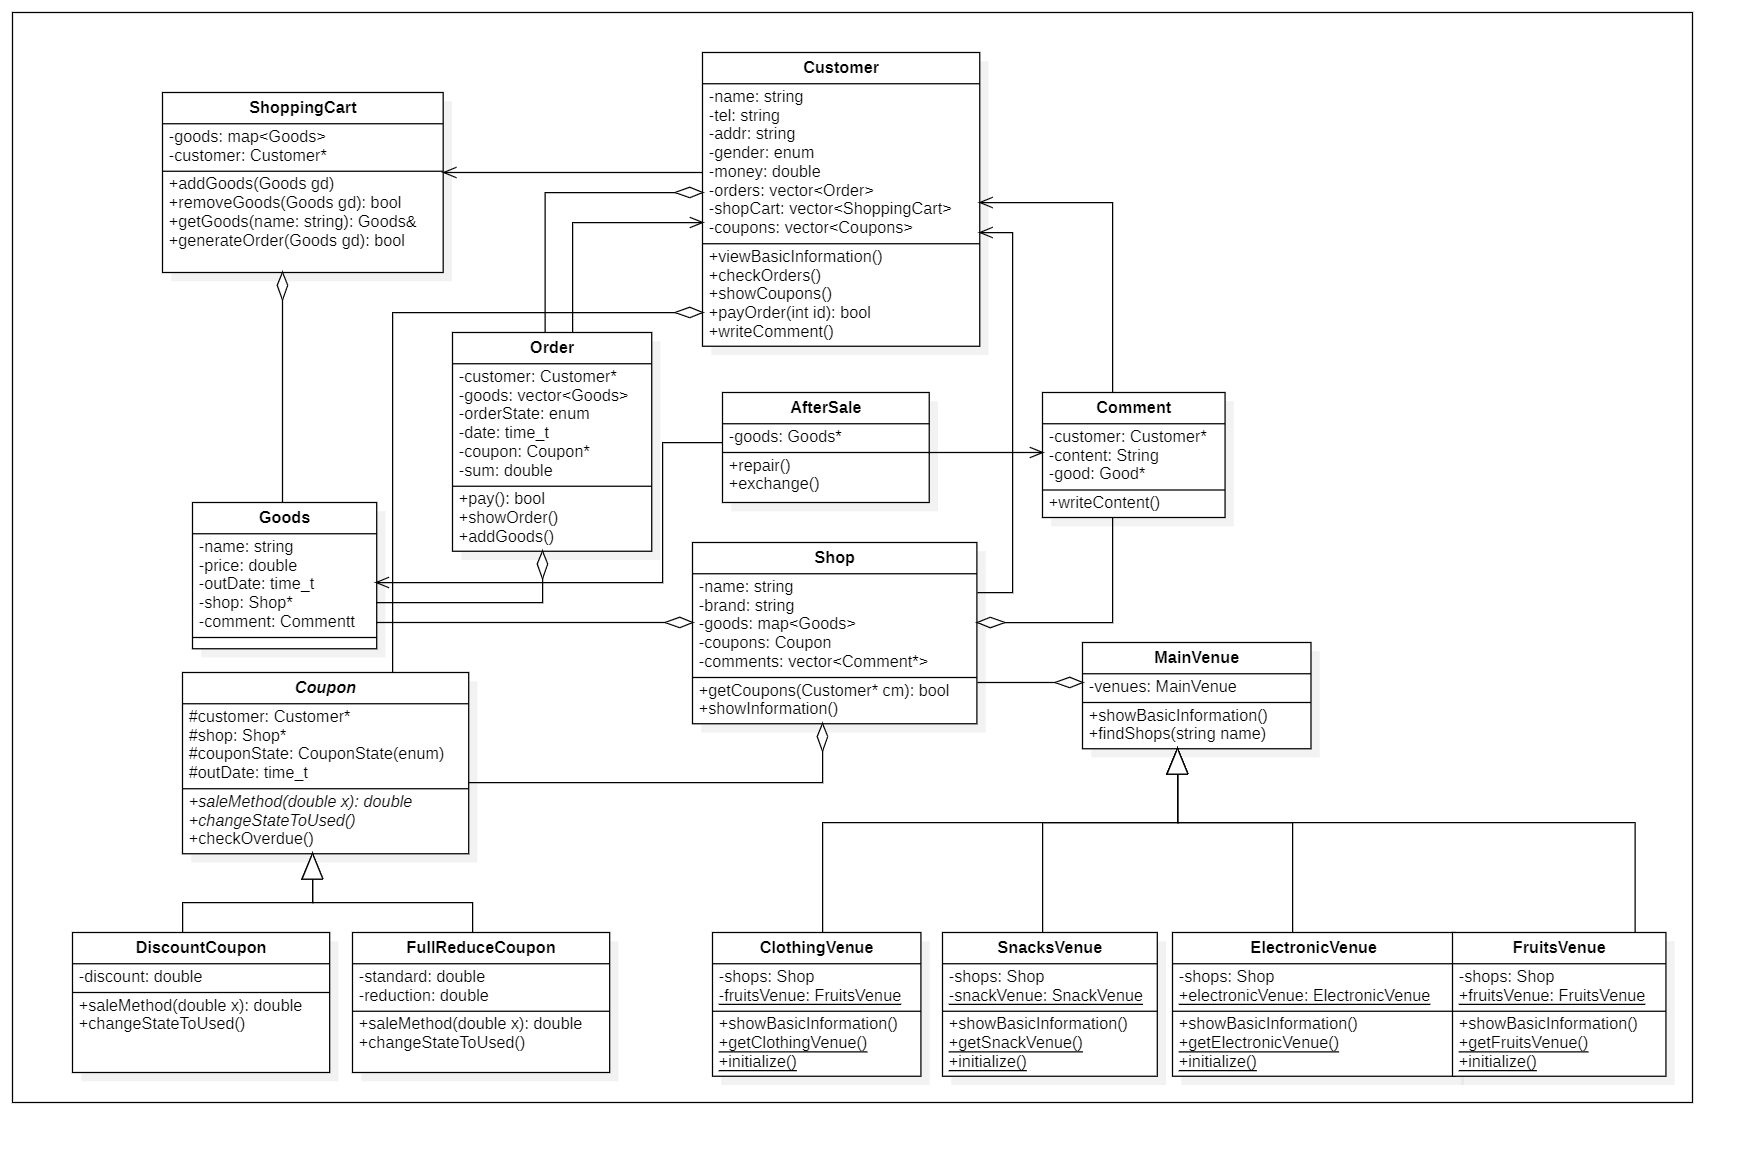 Customer
-name: string
-tel: string
-addr: string
-gender: enum
-money: double
-orders: vector<Order>
-shopCart: vector<ShoppingCart>
-coupons: vector<Coupons>
+viewBasicInformation()
+checkOrders()
+showCoupons()
+payOrder(int id): bool
+writeComment()
ShoppingCart
-goods: map<Goods>
-customer: Customer*
+addGoods(Goods gd)
+removeGoods(Goods gd): bool
+getGoods(name: string): Goods&
+generateOrder(Goods gd): bool
Order
-customer: Customer*
-goods: vector<Goods>
-orderState: enum
-date: time_t
-coupon: Coupon*
-sum: double
+pay(): bool
+showOrder()
+addGoods()
AfterSale
-goods: Goods*
+repair()
+exchange()
Comment
-customer: Customer*
-content: String
-good: Good*
+writeContent()
Goods
-name: string
-price: double
-outDate: time_t
-shop: Shop*
-comment: Commentt
Shop
-name: string
-brand: string
-goods: map<Goods>
-coupons: Coupon
-comments: vector<Comment*>
+getCoupons(Customer* cm): bool
+showInformation()
MainVenue
-venues: MainVenue
+showBasicInformation()
+findShops(string name)
Coupon
#customer: Customer*
#shop: Shop*
#couponState: CouponState(enum)
#outDate: time_t
+saleMethod(double x): double
+changeStateToUsed()
+checkOverdue()
DiscountCoupon
-discount: double
+saleMethod(double x): double
+changeStateToUsed()
FullReduceCoupon
-standard: double
-reduction: double
+saleMethod(double x): double
+changeStateToUsed()
ClothingVenue
-shops: Shop
-fruitsVenue: FruitsVenue
+showBasicInformation()
+getClothingVenue()
+initialize()
SnacksVenue
-shops: Shop
-snackVenue: SnackVenue
+showBasicInformation()
+getSnackVenue()
+initialize()
ElectronicVenue
-shops: Shop
+electronicVenue: ElectronicVenue
+showBasicInformation()
+getElectronicVenue()
+initialize()
FruitsVenue
-shops: Shop
+fruitsVenue: FruitsVenue
+showBasicInformation()
+getFruitsVenue()
+initialize()